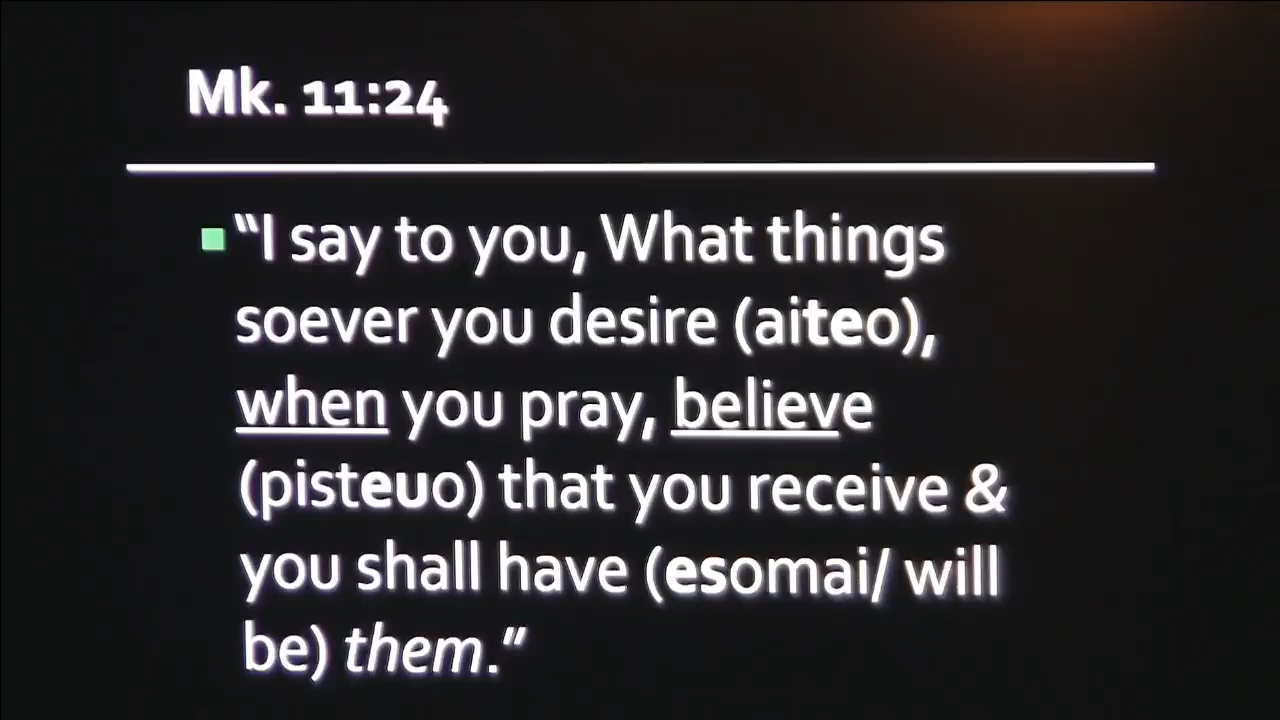 Mk. 11:24
“I say to you, What things
soever you desire (aiteo),
when you pray, believe
(pisteuo) that you receive &
you shall have (esomai/ will
be) them.”